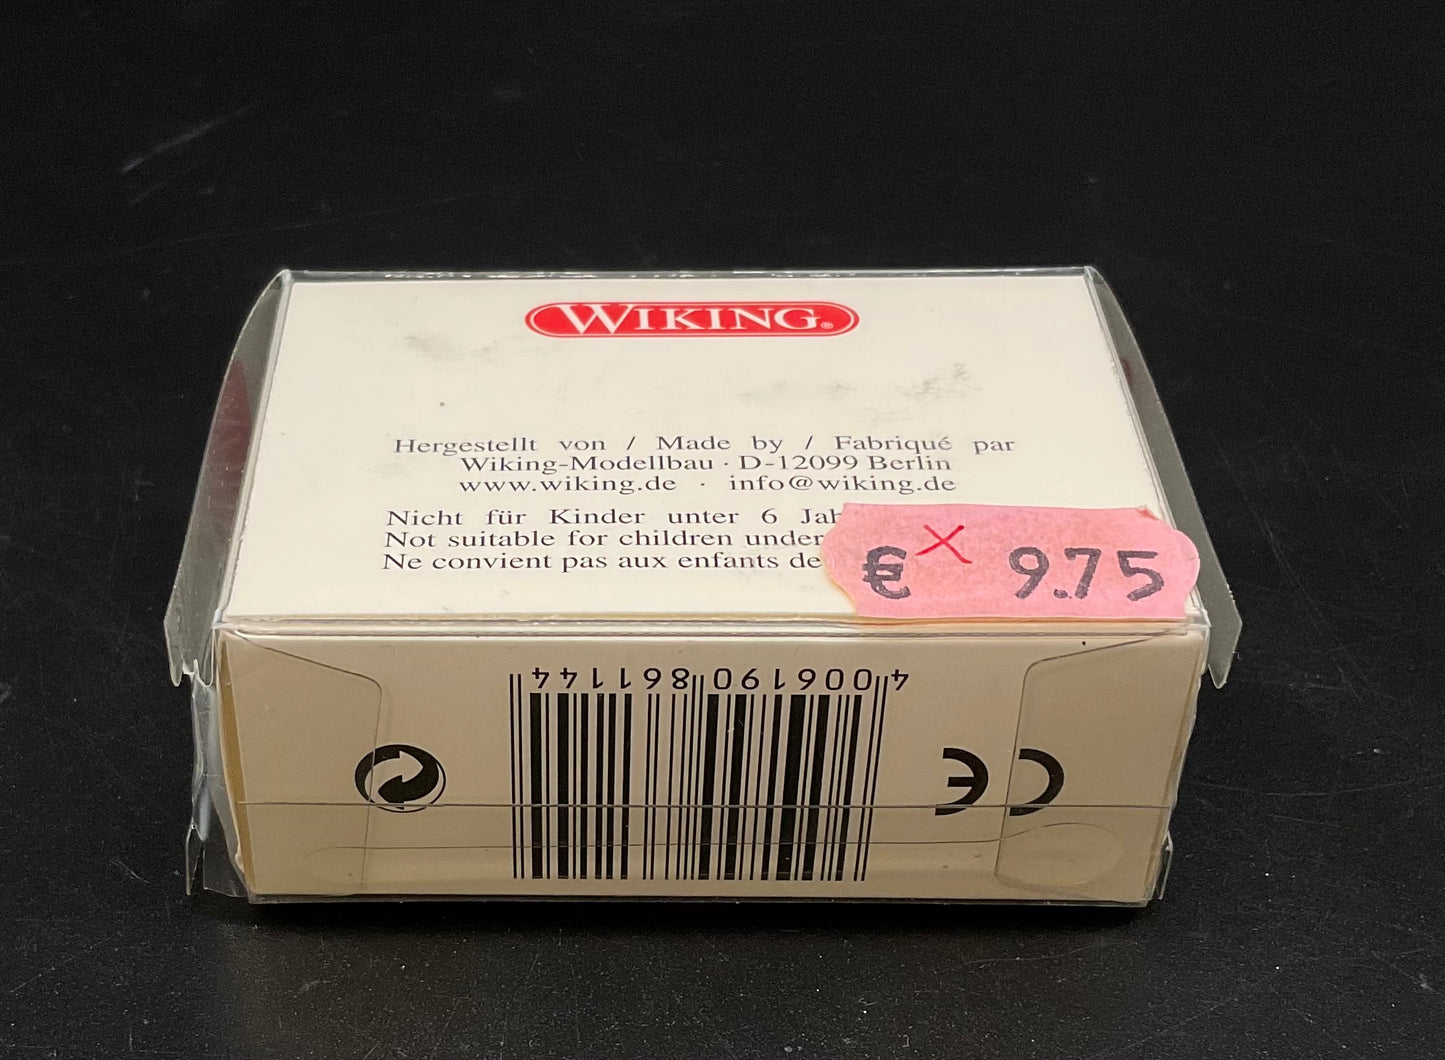 WIKING®
Hergestellt von / Made by / Fabriqué par
Wiking-Modellbau · D-12099 Berlin
www.wiking.de · info@wiking.de
Nicht für Kinder unter 6
Not suitable for children under
Ne convient pas aux enfants de
€ X 9.75
4 006190 861144
CE